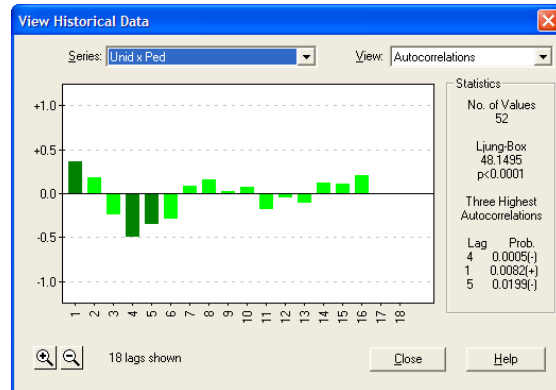 View Historical Data
Series: Unid x Ped
View: Autocorrelations
+1.0
+0.5
0.0
-0.5
-1.0
1 2 3 4 5 6 7 8 9 10 11 12 13 14 15 16 17 18
Statistics
No. of Values
52
Ljung-Box
48.1495
p<0.0001
Three Highest
Autocorrelations
Lag Prob.
4 0.0005(-)
1 0.0082(+)
5 0.0199(-)
18 lags shown
Close
Help